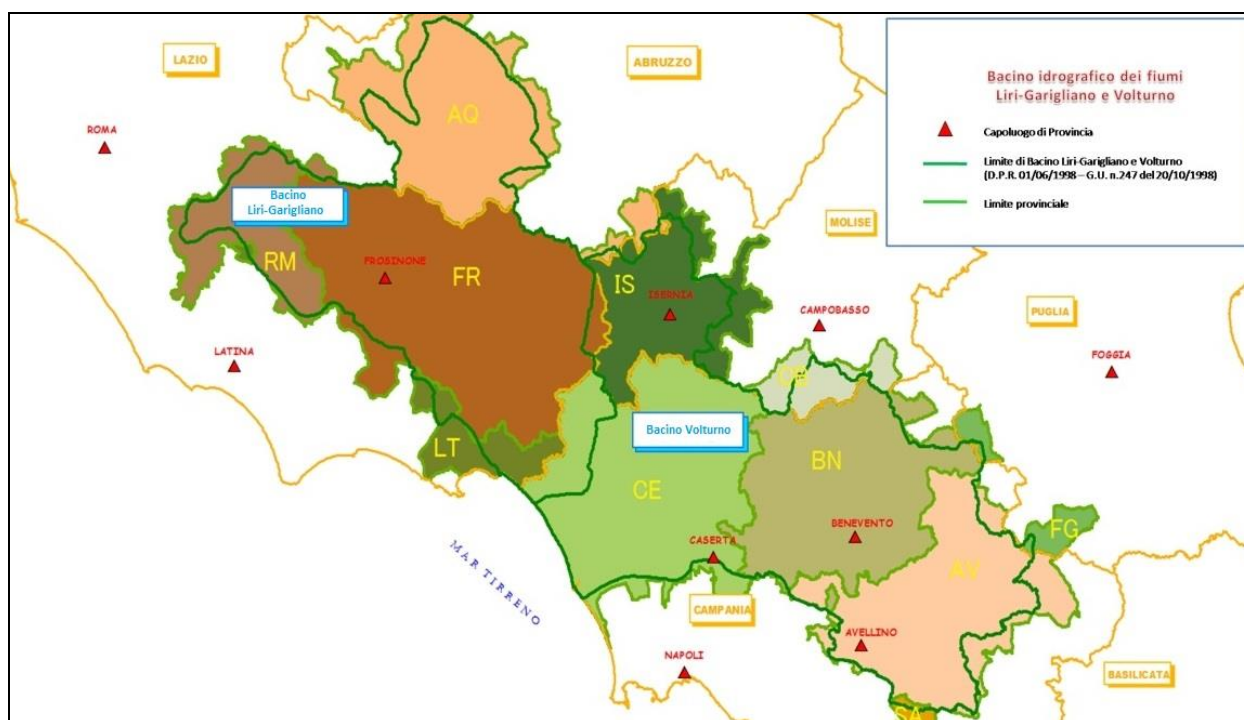 LAZIO
ABRUZZO
Bacino idrografico dei fiumi
Liri-Garigliano e Volturno
Capoluogo di Provincia
Limite di Bacino Liri-Garigliano e Volturno
(D.P.R. 01/06/1998 – G.U. n.247 del 20/10/1998)
Limite provinciale
ROMA
AQ
Bacino
Liri-Garigliano
MOLISE
RM
FROSINONE
FR
IS
ISERNIA
CAMPOBASSO
PUGLIA
LATINA
FOGGIA
CB
Bacino Volturno
LT
BN
CE
BENEVENTO
FG
CASERTA
AV
MAR TIRRENO
CAMPANIA
AVELLINO
NAPOLI
BASILICATA
SA